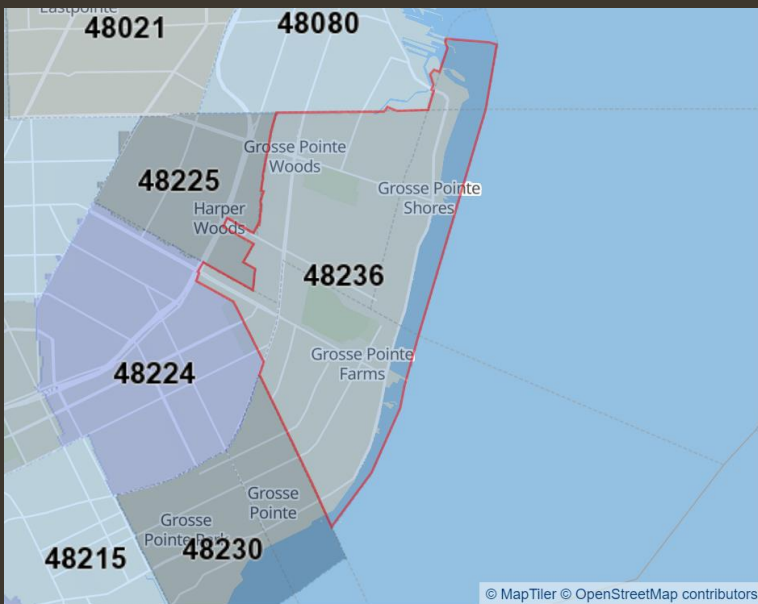 Eastpointe
48021
48080
Grosse Pointe
Woods
48225
Grosse Pointe
Shores
Harper
Woods
48236
Grosse Pointe
Farms
48224
Grosse
Pointe
Grosse
Pointe Park
48230
48215
© MapTiler © OpenStreetMap contributors